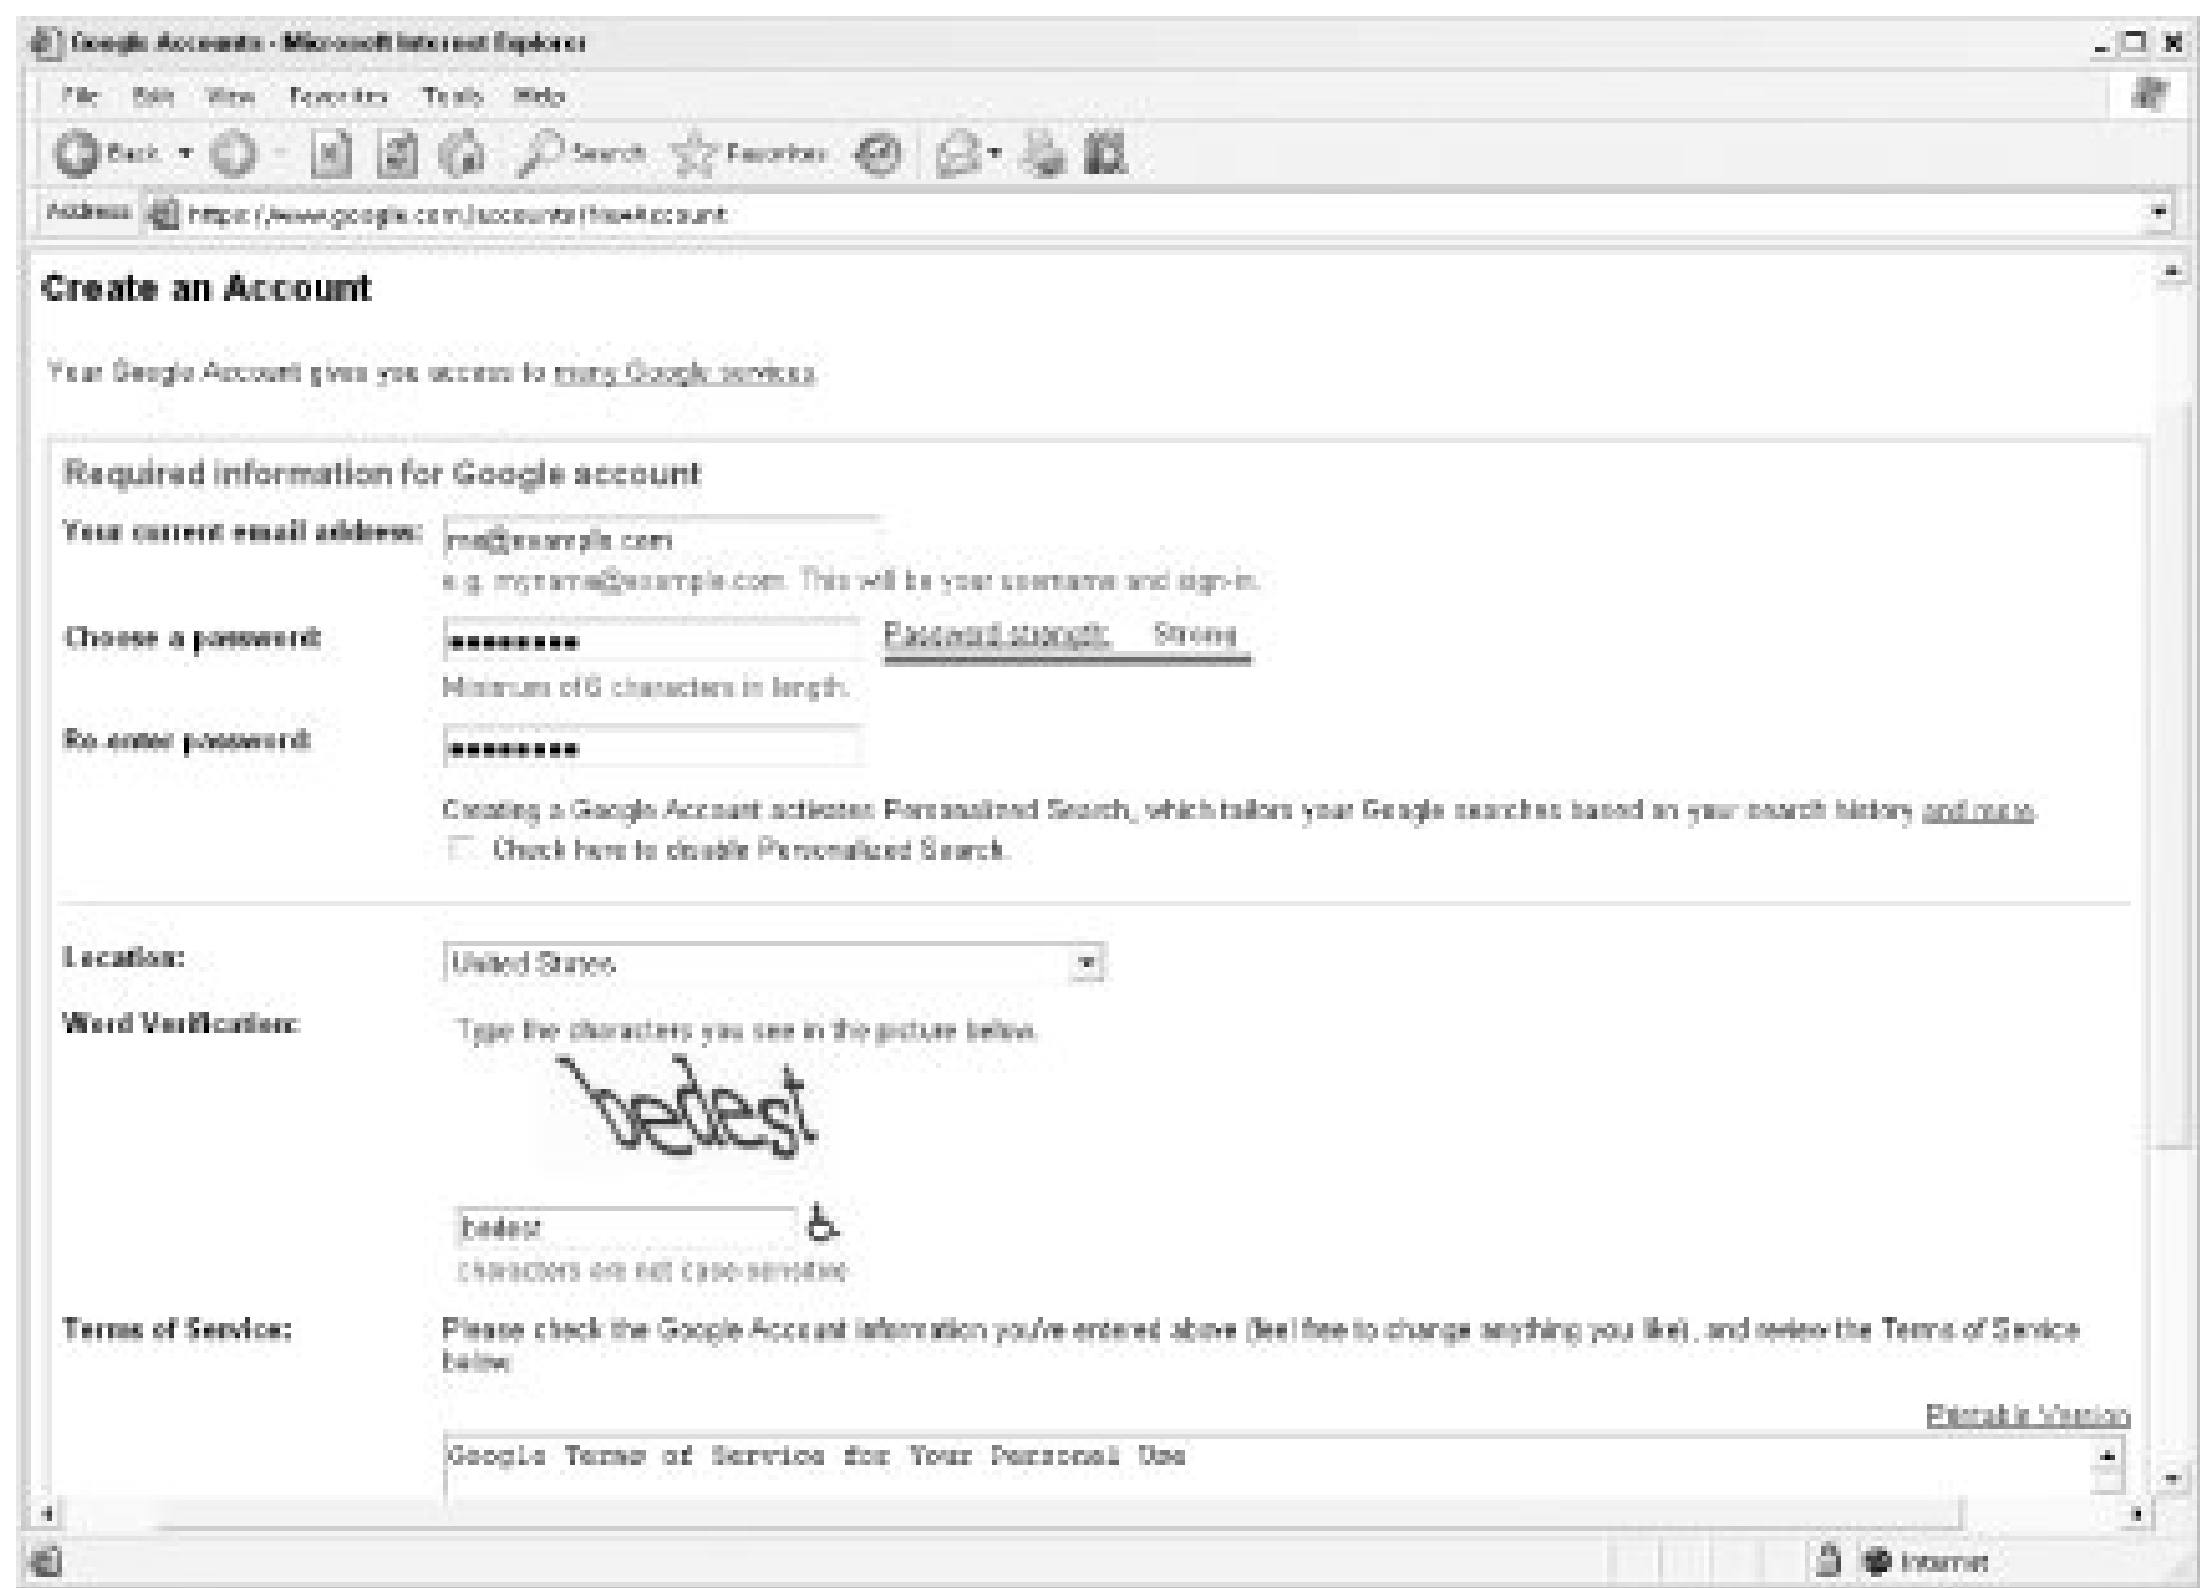 Google Accounts - Microsoft Internet Explorer
File Edit View Favorites Tools Help
Back Search Favorites
Address https://www.google.com/accounts/NewAccount
Create an Account
Your Google Account gives you access to many Google services.
Required information for Google account
Your current email address: me@example.com
e.g. myname@example.com. This will be your username and sign-in.
Choose a password: Password strength: Strong
Minimum of 6 characters in length.
Re-enter password:
Creating a Google Account activates Personalized Search, which tailors your Google searches based on your search history and more.
Check here to disable Personalized Search.
Location: United States
Word Verification: Type the characters you see in the picture below.
bedest
bedest
characters are not case-sensitive
Terms of Service: Please check the Google Account information you've entered above (feel free to change anything you like), and review the Terms of Service
below.
Printable Version
Google Terms of Service for Your Personal Use
Internet